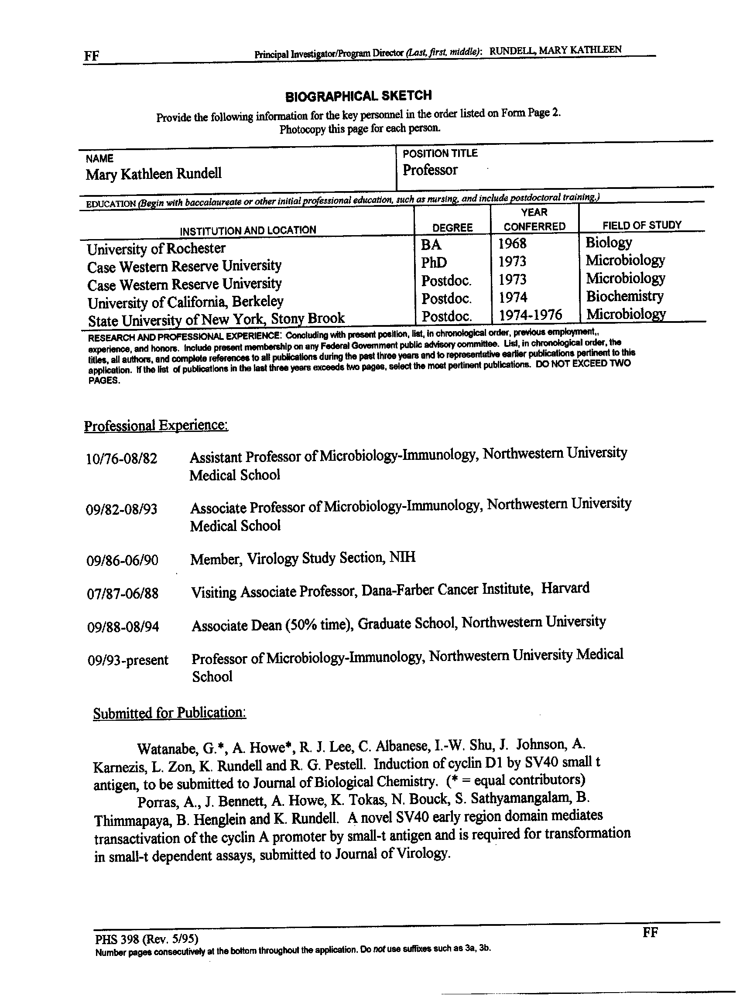 FF Principal Investigator/Program Director (Last, first, middle): RUNDELL, MARY KATHLEEN
BIOGRAPHICAL SKETCH
Provide the following information for the key personnel in the order listed on Form Page 2.
Photocopy this page for each person.
NAME
Mary Kathleen Rundell
POSITION TITLE
Professor
EDUCATION (Begin with baccalaureate or other initial professional education, such as nursing, and include postdoctoral training.)
INSTITUTION AND LOCATION DEGREE YEAR CONFERRED FIELD OF STUDY
University of Rochester BA 1968 Biology
Case Western Reserve University PhD 1973 Microbiology
Case Western Reserve University Postdoc. 1973 Microbiology
University of California, Berkeley Postdoc. 1974 Biochemistry
State University of New York, Stony Brook Postdoc. 1974-1976 Microbiology
RESEARCH AND PROFESSIONAL EXPERIENCE: Concluding with present position, list, in chronological order, previous employment,,
experience, and honors. Include present membership on any Federal Government public advisory committee. List, in chronological order, the
titles, all authors, and complete references to all publications during the past three years and to representative earlier publications pertinent to this
application. If the list of publications in the last three years exceeds two pages, select the most pertinent publications. DO NOT EXCEED TWO
PAGES.
Professional Experience:
10/76-08/82 Assistant Professor of Microbiology-Immunology, Northwestern University
Medical School
09/82-08/93 Associate Professor of Microbiology-Immunology, Northwestern University
Medical School
09/86-06/90 Member, Virology Study Section, NIH
07/87-06/88 Visiting Associate Professor, Dana-Farber Cancer Institute, Harvard
09/88-08/94 Associate Dean (50% time), Graduate School, Northwestern University
09/93-present Professor of Microbiology-Immunology, Northwestern University Medical
School
Submitted for Publication:
Watanabe, G.*, A. Howe*, R. J. Lee, C. Albanese, I.-W. Shu, J. Johnson, A.
Karnezis, L. Zon, K. Rundell and R. G. Pestell. Induction of cyclin D1 by SV40 small t
antigen, to be submitted to Journal of Biological Chemistry. (* = equal contributors)
Porras, A., J. Bennett, A. Howe, K. Tokas, N. Bouck, S. Sathyamangalam, B.
Thimmapaya, B. Henglein and K. Rundell. A novel SV40 early region domain mediates
transactivation of the cyclin A promoter by small-t antigen and is required for transformation
in small-t dependent assays, submitted to Journal of Virology.
PHS 398 (Rev. 5/95) FF
Number pages consecutively at the bottom throughout the application. Do not use suffixes such as 3a, 3b.